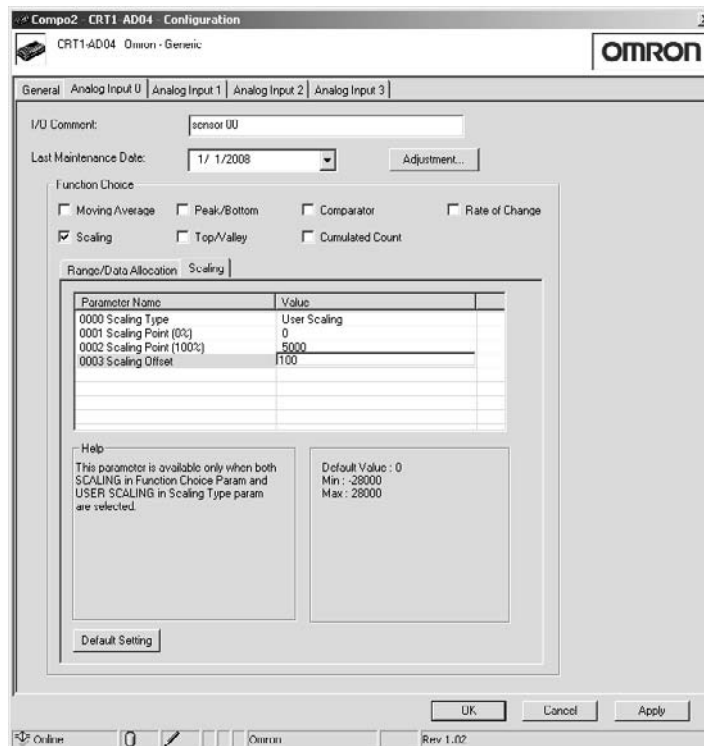 Compo2 - CRT1-AD04 - Configuration
CRT1-AD04 Omron - Generic
OMRON
General
Analog Input 0
Analog Input 1
Analog Input 2
Analog Input 3
I/O Comment:
sensor 00
Last Maintenance Date:
1/ 1/2008
Adjustment...
Function Choice
Moving Average
Peak/Bottom
Comparator
Rate of Change
Scaling
Top/Valley
Cumulated Count
Range/Data Allocation
Scaling
Parameter Name
Value
0000 Scaling Type
User Scaling
0001 Scaling Point (0%)
0
0002 Scaling Point (100%)
5000
0003 Scaling Offset
100
Help
This parameter is available only when both
SCALING in Function Choice Param and
USER SCALING in Scaling Type param
are selected.
Default Value : 0
Min : -28000
Max : 28000
Default Setting
OK
Cancel
Apply
Online
Omron
Rev 1.02